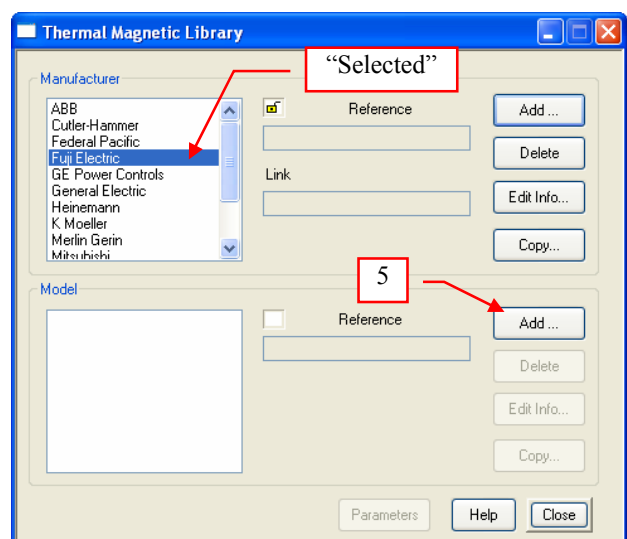 Thermal Magnetic Library
“Selected”
Manufacturer
ABB
Cutler-Hammer
Federal Pacific
Fuji Electric
GE Power Controls
General Electric
Heinemann
K Moeller
Merlin Gerin
Mitsubishi
Reference
Link
Add ...
Delete
Edit Info...
Copy...
5
Model
Reference
Add ...
Delete
Edit Info...
Copy...
Parameters
Help
Close